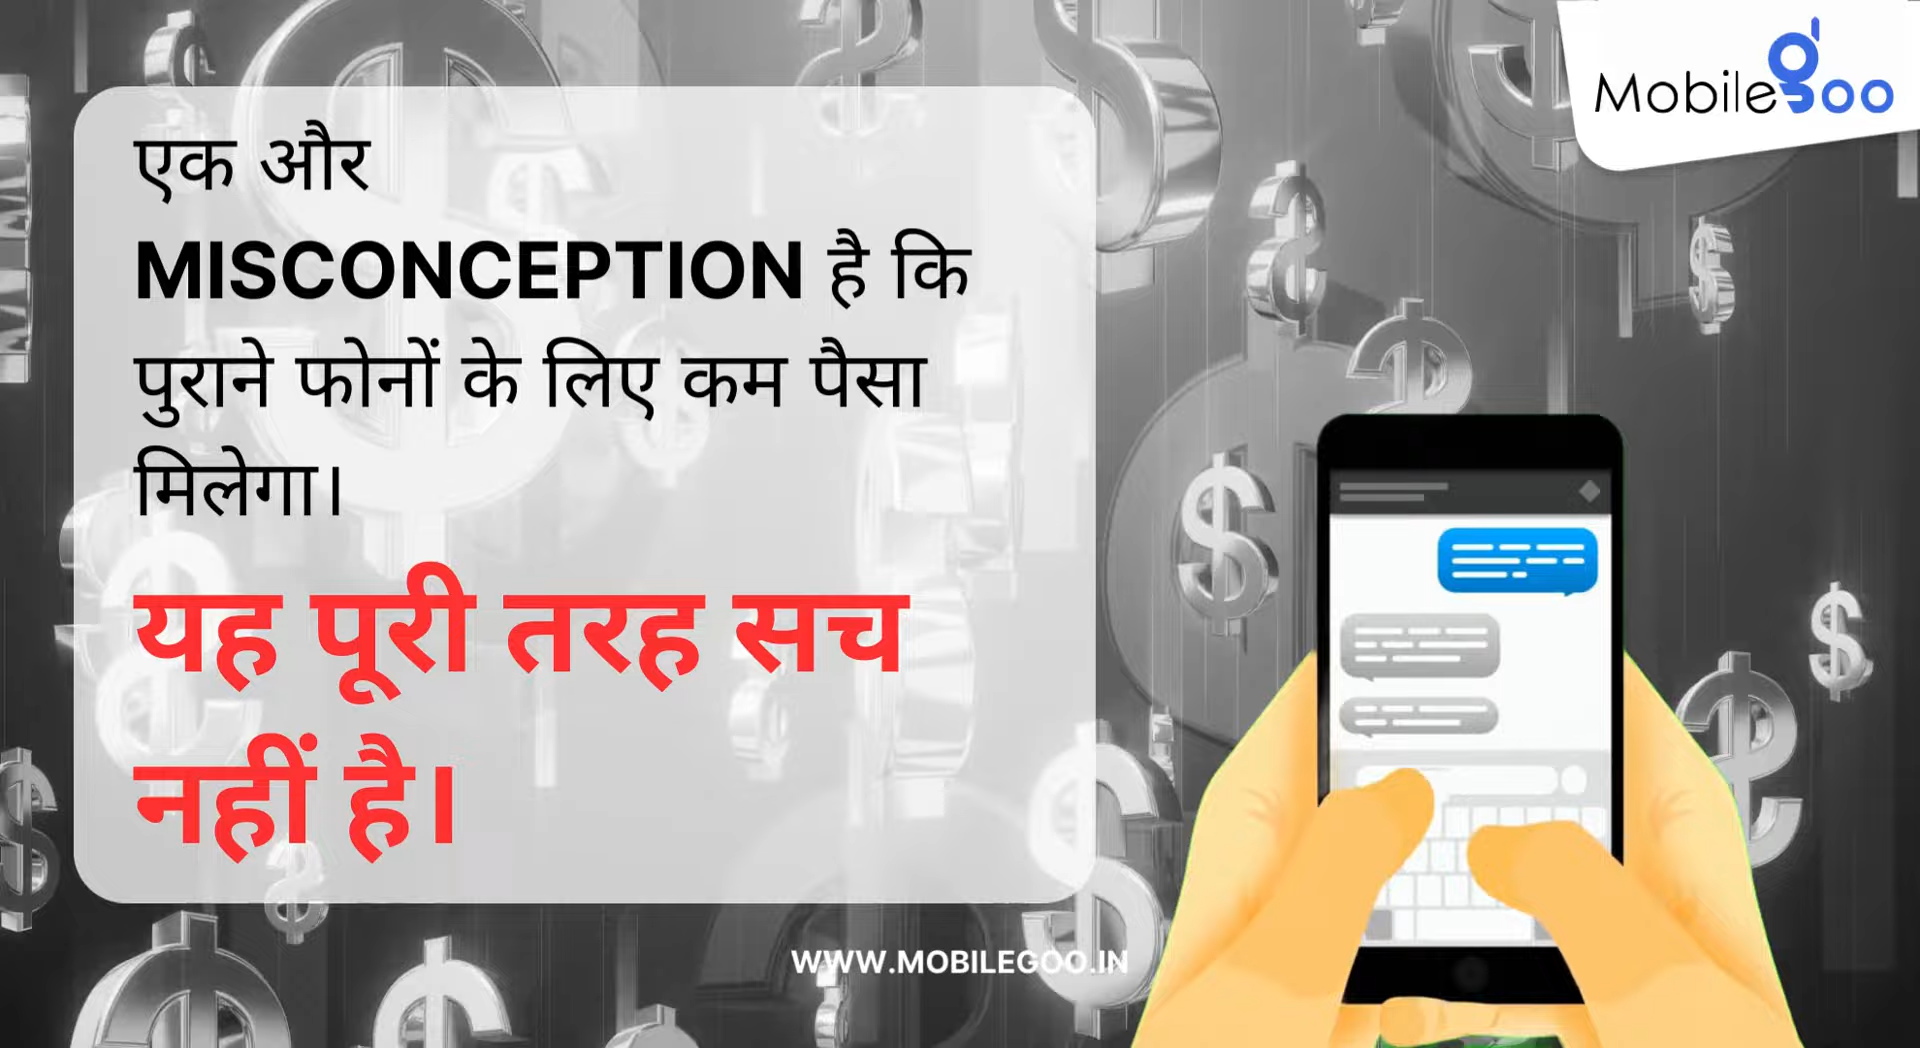 Mobilegoo
एक और
MISCONCEPTION है कि
पुराने फोनों के लिए कम पैसा
मिलेगा।
यह पूरी तरह सच
नहीं है।
WWW.MOBILEGOO.IN